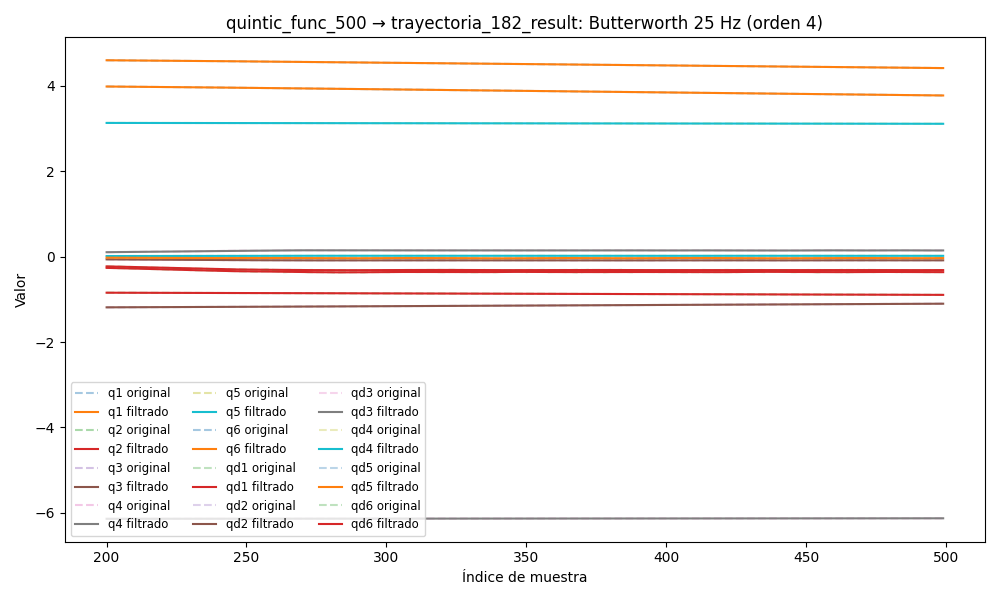 quintic_func_500 → trayectoria_182_result: Butterworth 25 Hz (orden 4)
Valor
4
2
0
−2
−4
−6
q1 original
q1 filtrado
q2 original
q2 filtrado
q3 original
q3 filtrado
q4 original
q4 filtrado
q5 original
q5 filtrado
q6 original
q6 filtrado
qd1 original
qd1 filtrado
qd2 original
qd2 filtrado
qd3 original
qd3 filtrado
qd4 original
qd4 filtrado
qd5 original
qd5 filtrado
qd6 original
qd6 filtrado
200
250
300
350
400
450
500
Índice de muestra